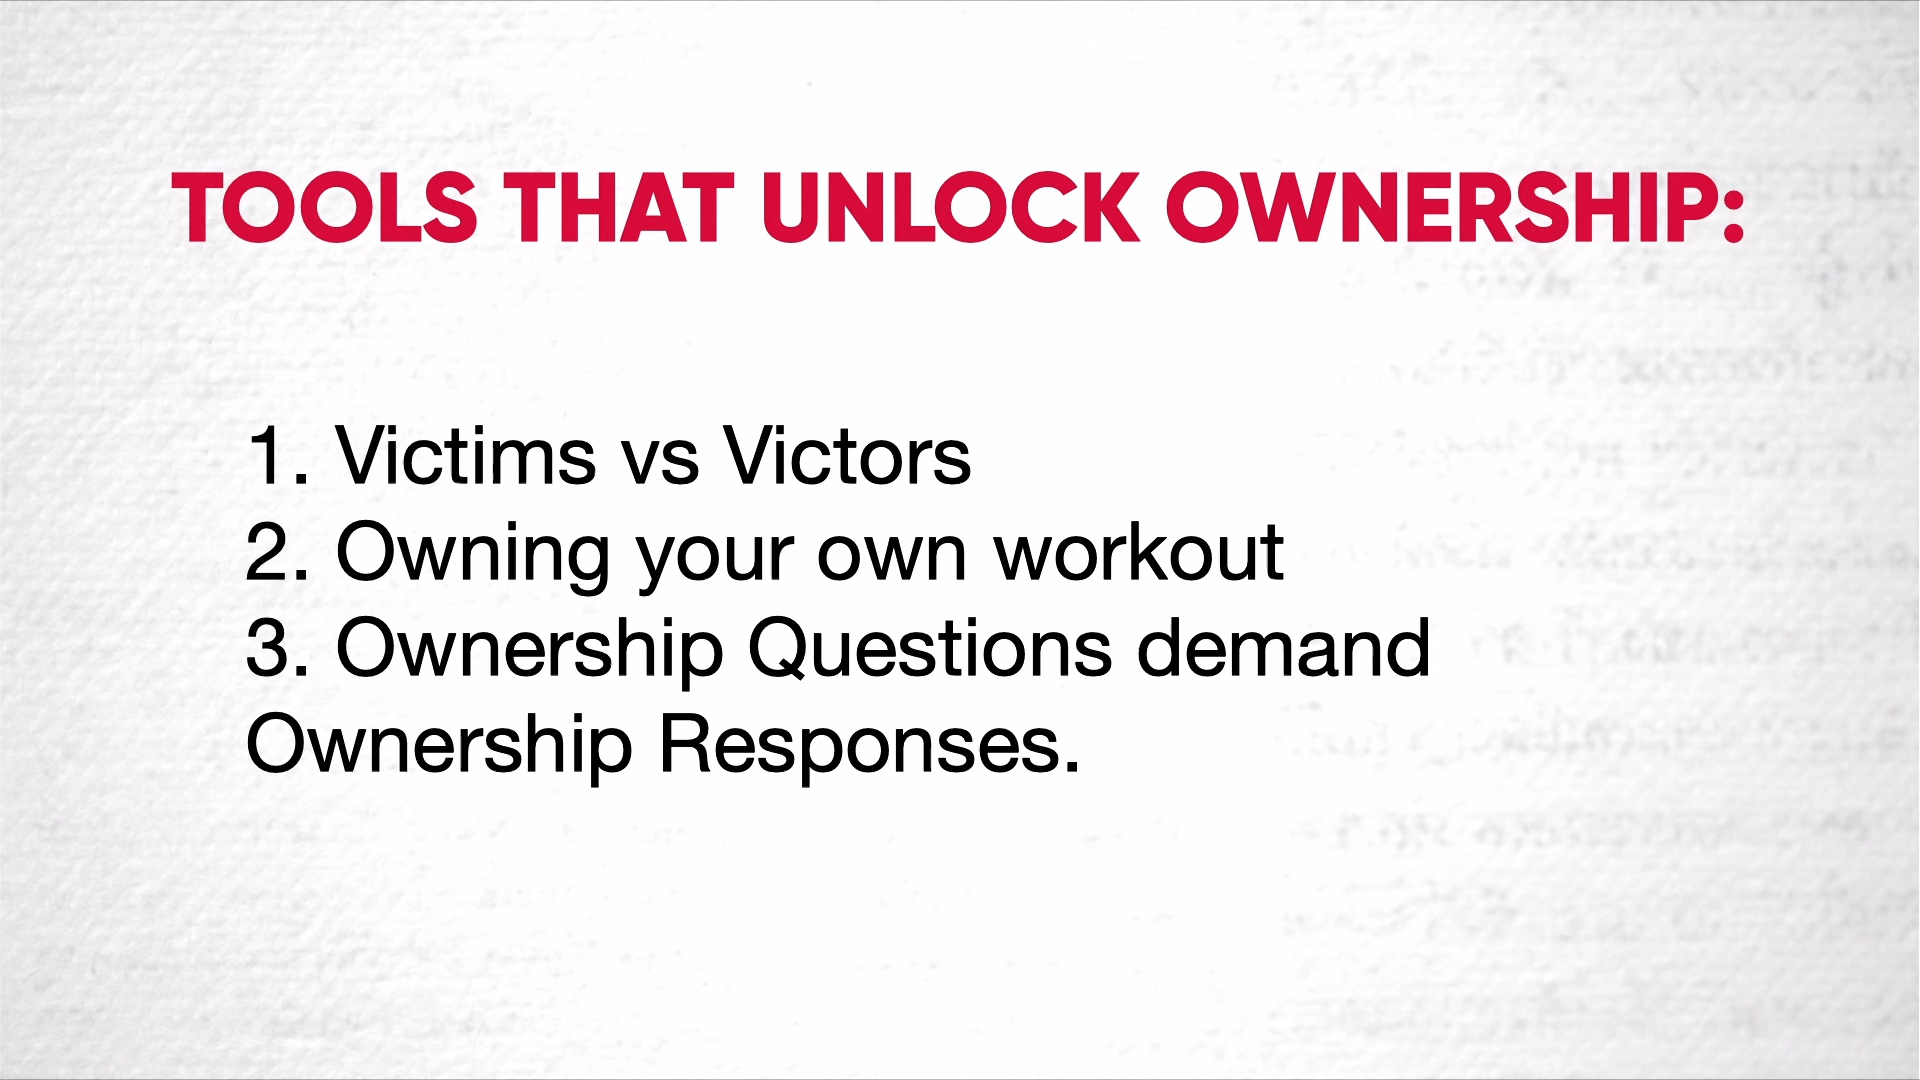 TOOLS THAT UNLOCK OWNERSHIP:
1. Victims vs Victors
2. Owning your own workout
3. Ownership Questions demand
Ownership Responses.